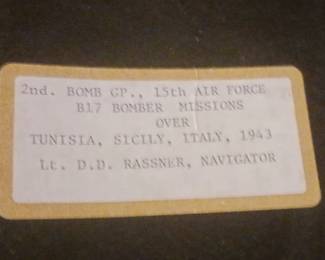 2nd. BOMB GP., 15th AIR FORCE
B17 BOMBER MISSIONS
OVER
TUNISIA, SICILY, ITALY, 1943
Lt. D.D. RASSNER, NAVIGATOR